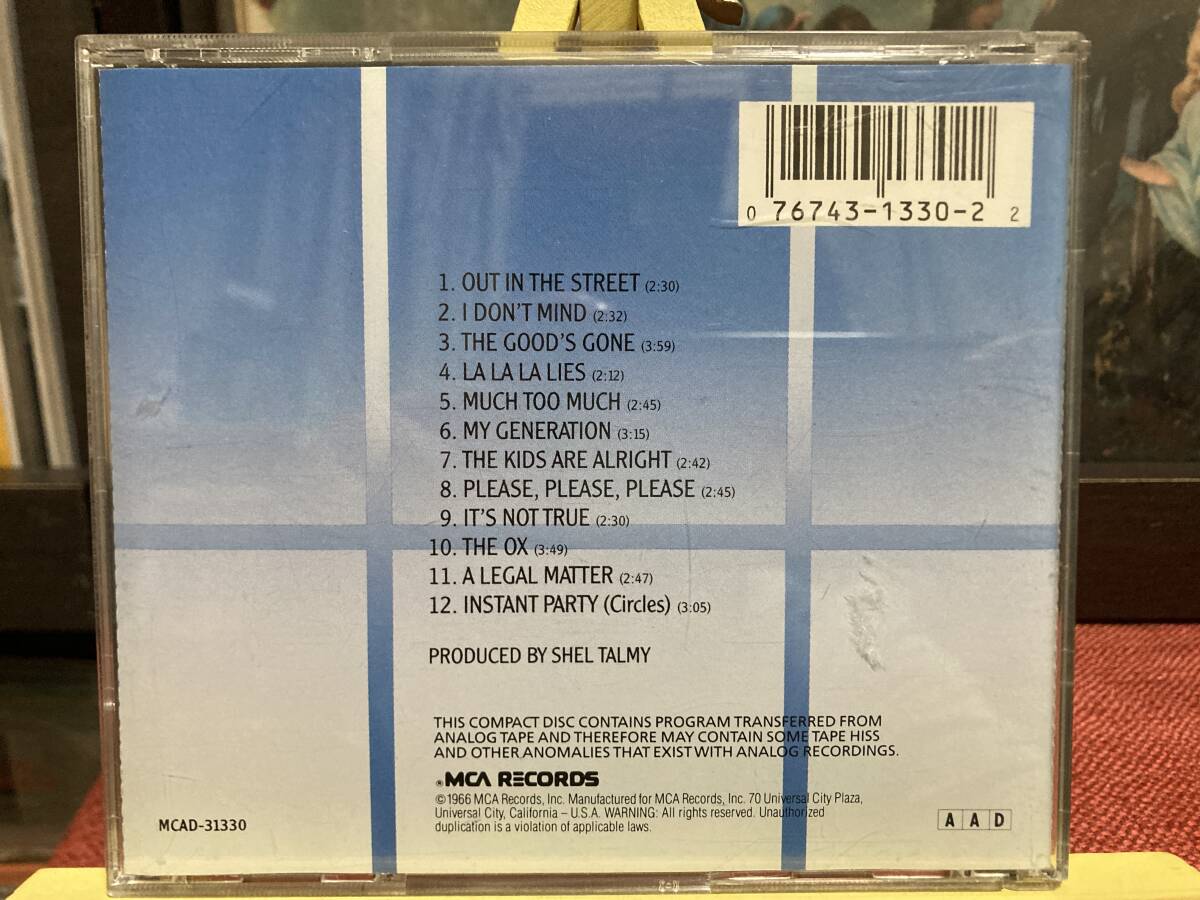 0 76743-1330-2 2
1. OUT IN THE STREET (2:30)
2. I DON'T MIND (2:32)
3. THE GOOD'S GONE (3:59)
4. LA LA LA LIES (2:12)
5. MUCH TOO MUCH (2:45)
6. MY GENERATION (3:15)
7. THE KIDS ARE ALRIGHT (2:42)
8. PLEASE, PLEASE, PLEASE (2:45)
9. IT'S NOT TRUE (2:30)
10. THE OX (3:49)
11. A LEGAL MATTER (2:47)
12. INSTANT PARTY (Circles) (3:05)
PRODUCED BY SHEL TALMY
THIS COMPACT DISC CONTAINS PROGRAM TRANSFERRED FROM
ANALOG TAPE AND THEREFORE MAY CONTAIN SOME TAPE HISS
AND OTHER ANOMALIES THAT EXIST WITH ANALOG RECORDINGS.
MCA RECORDS
©1966 MCA Records, Inc. Manufactured for MCA Records, Inc. 70 Universal City Plaza,
Universal City, California – U.S.A. WARNING: All rights reserved. Unauthorized
duplication is a violation of applicable laws.
MCAD-31330
A A D